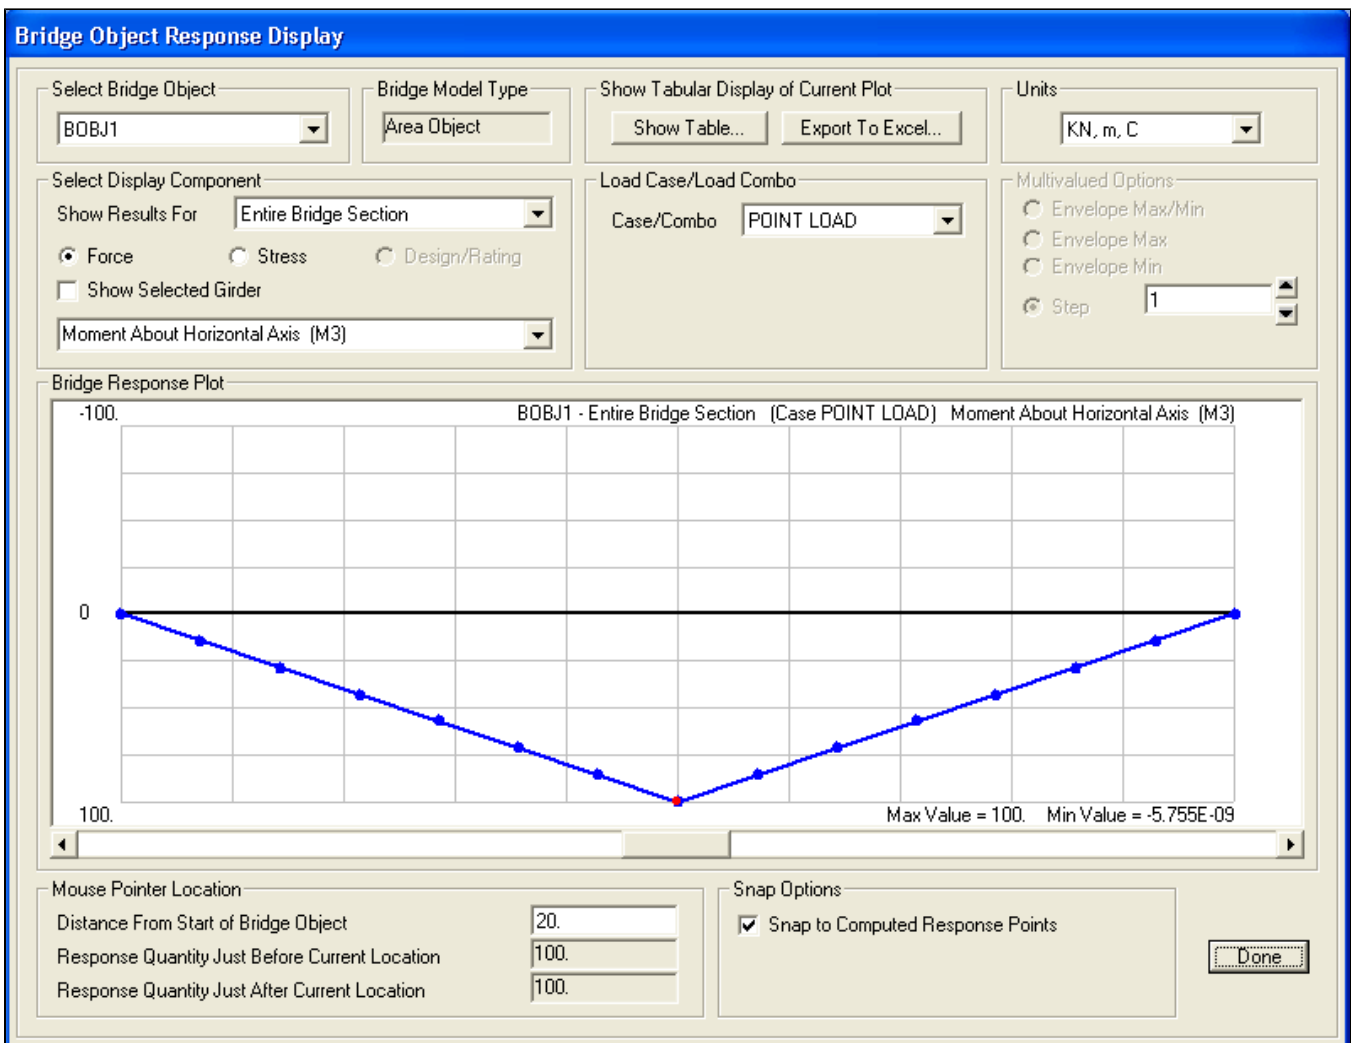 Bridge Object Response Display
Select Bridge Object
BOBJ1
Bridge Model Type
Area Object
Show Tabular Display of Current Plot
Show Table...
Export To Excel...
Units
KN, m, C
Select Display Component
Show Results For
Entire Bridge Section
Force
Stress
Design/Rating
Show Selected Girder
Moment About Horizontal Axis (M3)
Load Case/Load Combo
Case/Combo
POINT LOAD
Multivalued Options
Envelope Max/Min
Envelope Max
Envelope Min
Step
1
Bridge Response Plot
-100.
BOBJ1 - Entire Bridge Section (Case POINT LOAD) Moment About Horizontal Axis (M3)
0
100.
Max Value = 100. Min Value = -5.755E-09
Mouse Pointer Location
Distance From Start of Bridge Object
20.
Response Quantity Just Before Current Location
100.
Response Quantity Just After Current Location
100.
Snap Options
Snap to Computed Response Points
Done